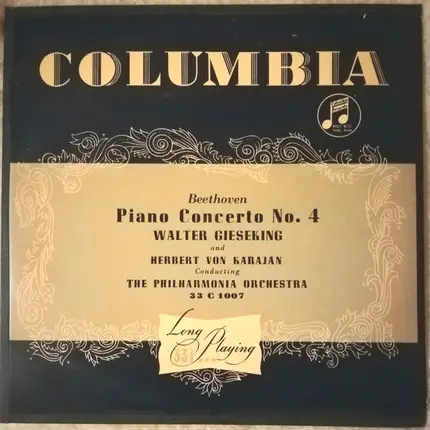 COLUMBIA
Beethoven
Piano Concerto No. 4
WALTER GIESEKING
and
HERBERT VON KARAJAN
Conducting
THE PHILHARMONIA ORCHESTRA
33 C 1007
Long
Playing